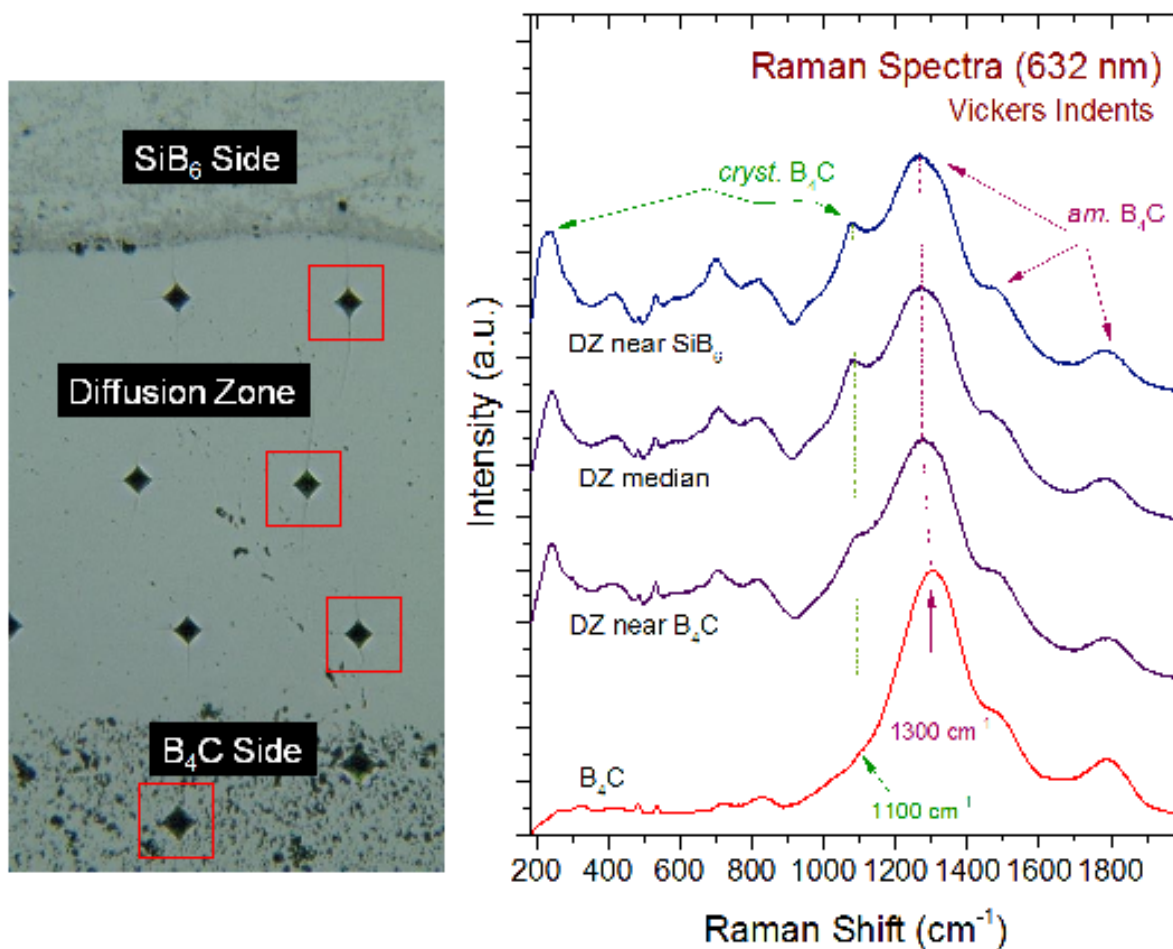 SiB₆ Side
Diffusion Zone
B₄C Side
Raman Spectra (632 nm)
Vickers Indents
cryst. B₄C
am. B₄C
DZ near SiB₆
DZ median
DZ near B₄C
B₄C
1300 cm⁻¹
1100 cm⁻¹
Intensity (a.u.)
200 400 600 800 1000 1200 1400 1600 1800
Raman Shift (cm⁻¹)